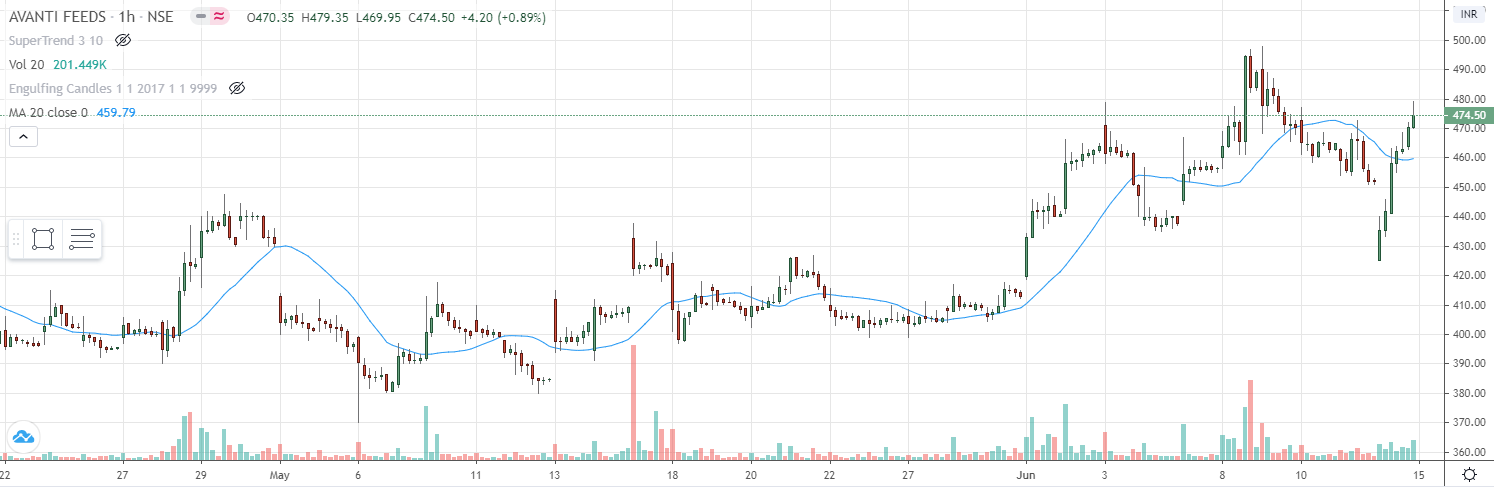 AVANTI FEEDS · 1h · NSE O470.35 H479.35 L469.95 C474.50 +4.20 (+0.89%)
INR
SuperTrend 3 10
Vol 20 201.449K
Engulfing Candles 1 1 2017 1 1 9999
MA 20 close 0 459.79
500.00
490.00
480.00
474.50
470.00
460.00
450.00
440.00
430.00
420.00
410.00
400.00
390.00
380.00
370.00
360.00
22 27 29 May 6 11 13 18 20 22 27 Jun 3 8 10 15